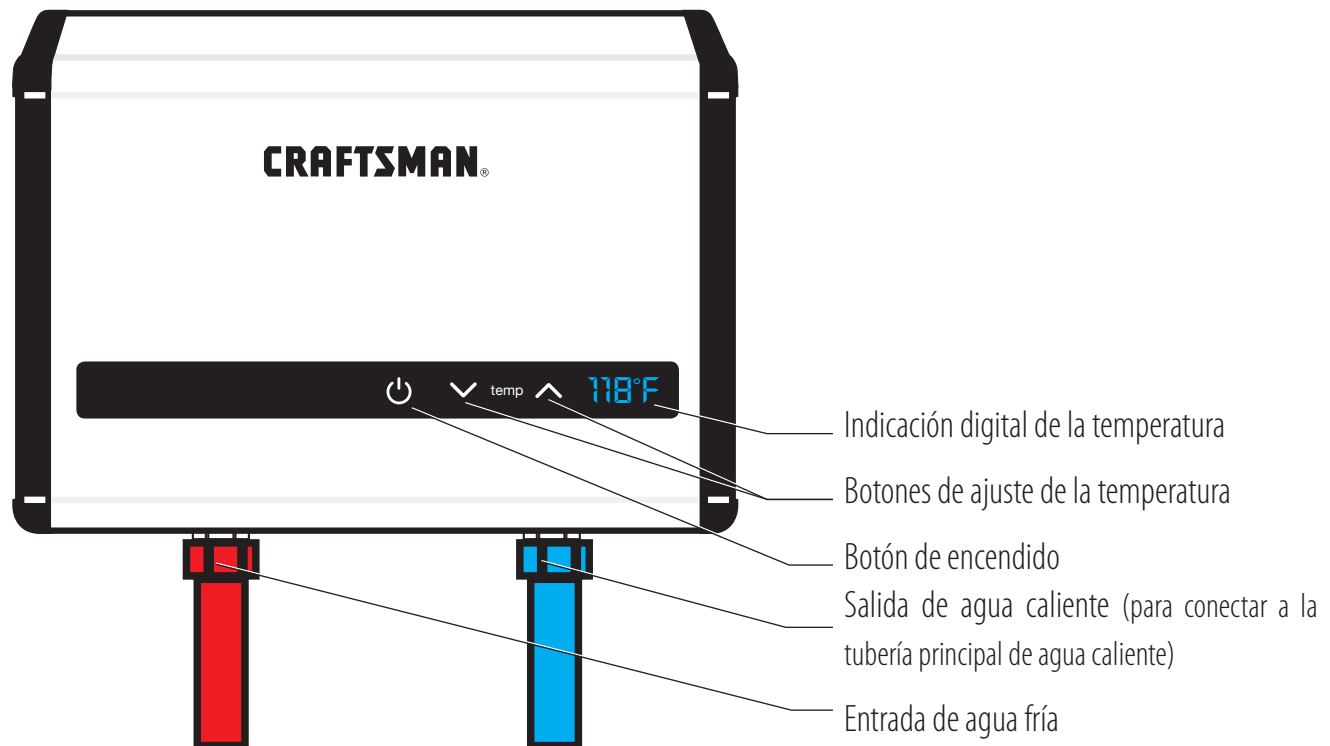 CRAFTSMAN®
temp
118°F
Indicación digital de la temperatura
Botones de ajuste de la temperatura
Botón de encendido
Salida de agua caliente (para conectar a la
tubería principal de agua caliente)
Entrada de agua fría